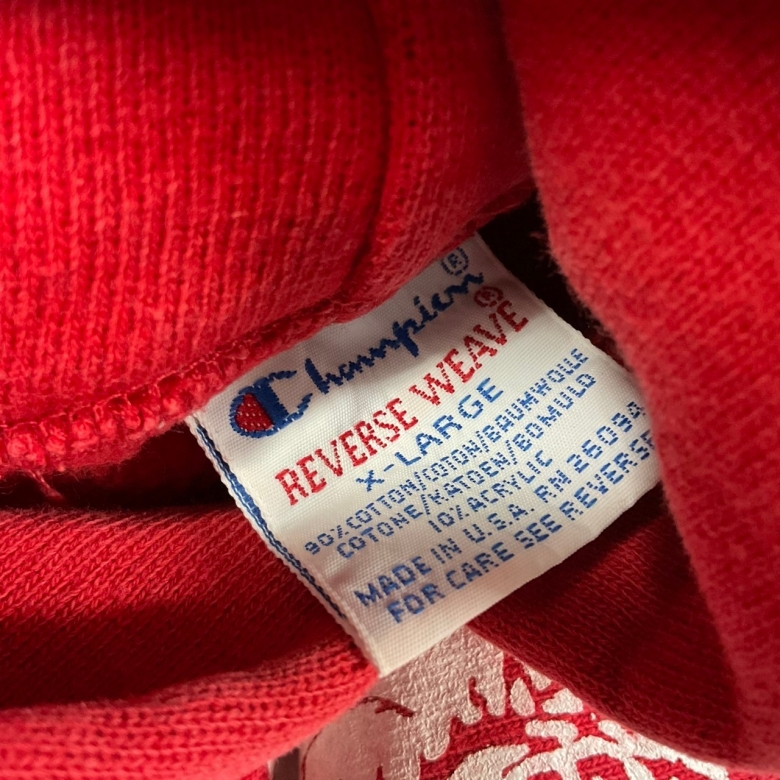 Champion®
REVERSE WEAVE®
X-LARGE
90%COTTON/COTON/BAUMWOLLE
COTONE/KATOEN/BOMULD
10%ACRYLIC
MADE IN U.S.A. RN 26094
FOR CARE SEE REVERSE